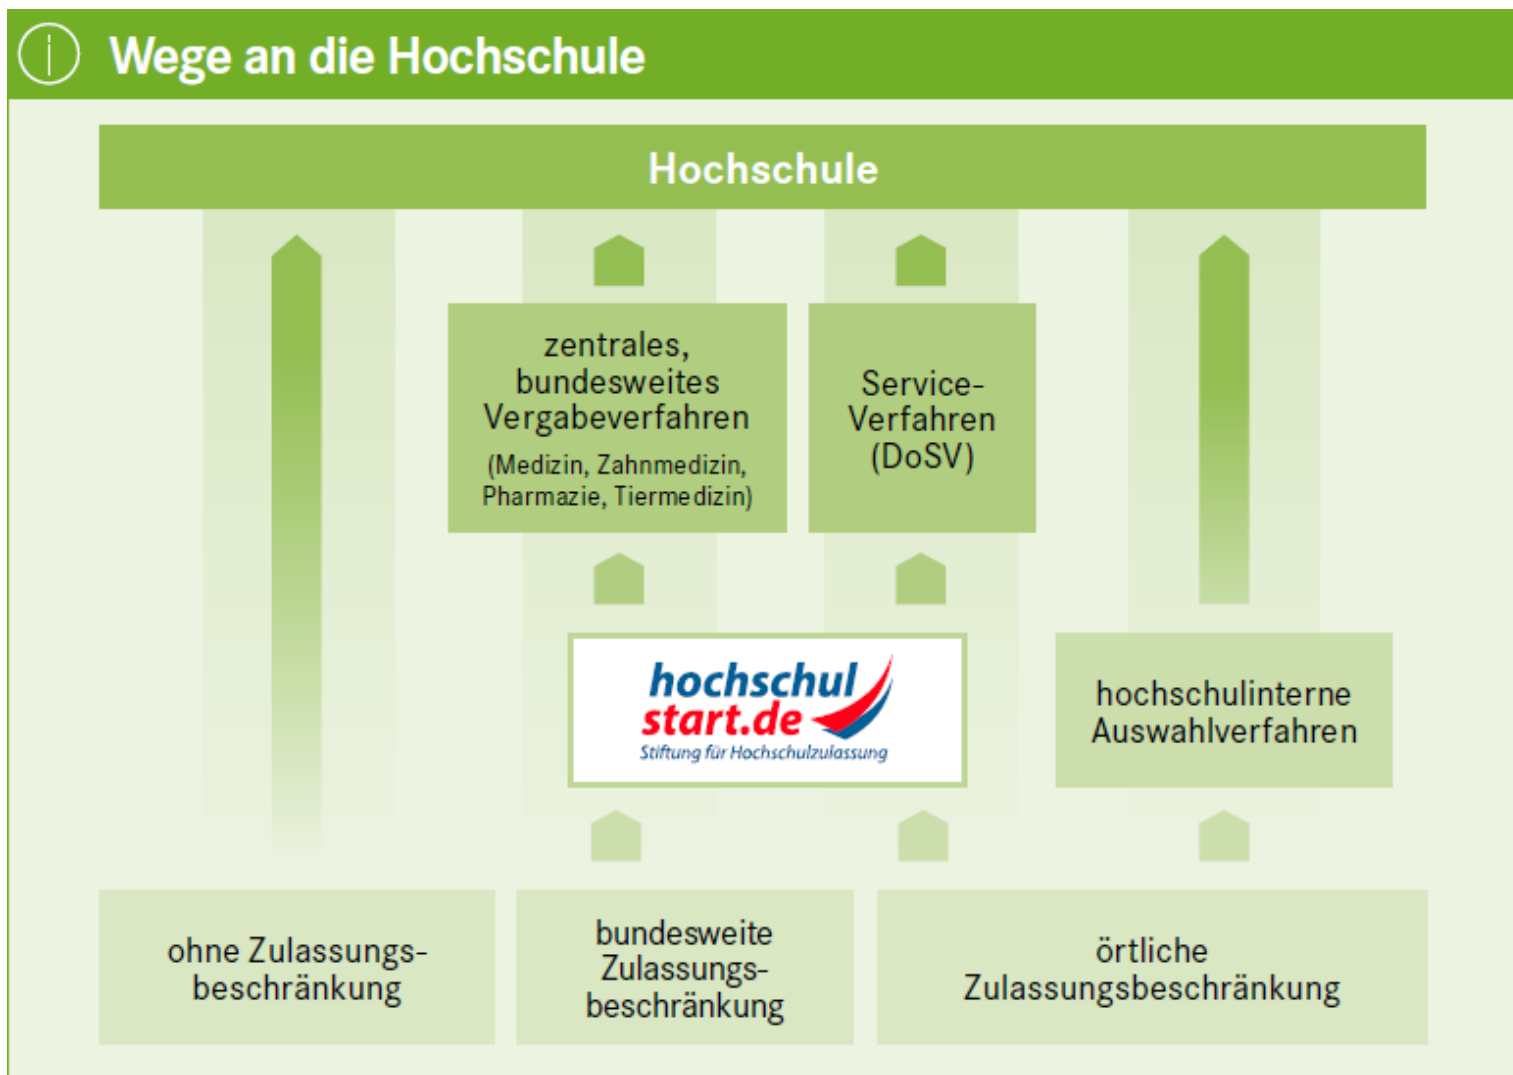 Wege an die Hochschule
Hochschule
zentrales,
bundesweites
Vergabeverfahren
(Medizin, Zahnmedizin,
Pharmazie, Tiermedizin)
Service-
Verfahren
(DoSV)
hochschul
start.de
Stiftung für Hochschulzulassung
hochschulinterne
Auswahlverfahren
ohne Zulassungs-
beschränkung
bundesweite
Zulassungs-
beschränkung
örtliche
Zulassungsbeschränkung